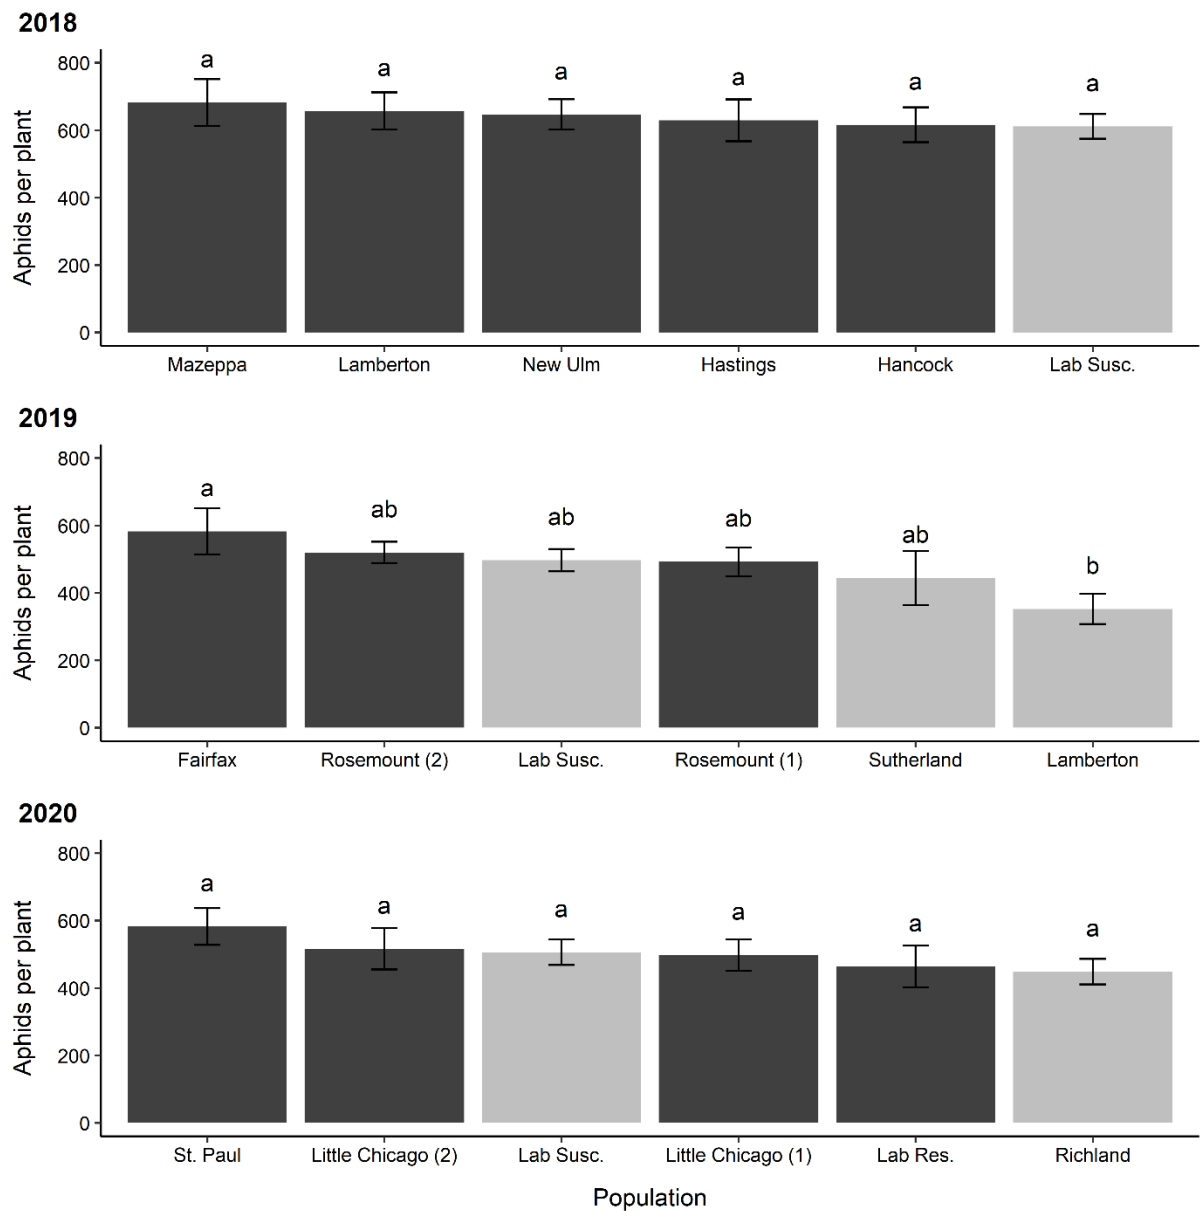 2018
a a a a a a
800
600
400
200
0
Aphids per plant
Mazeppa Lamberton New Ulm Hastings Hancock Lab Susc.
2019
a ab ab ab ab b
800
600
400
200
0
Aphids per plant
Fairfax Rosemount (2) Lab Susc. Rosemount (1) Sutherland Lamberton
2020
a a a a a a
800
600
400
200
0
Aphids per plant
St. Paul Little Chicago (2) Lab Susc. Little Chicago (1) Lab Res. Richland
Population